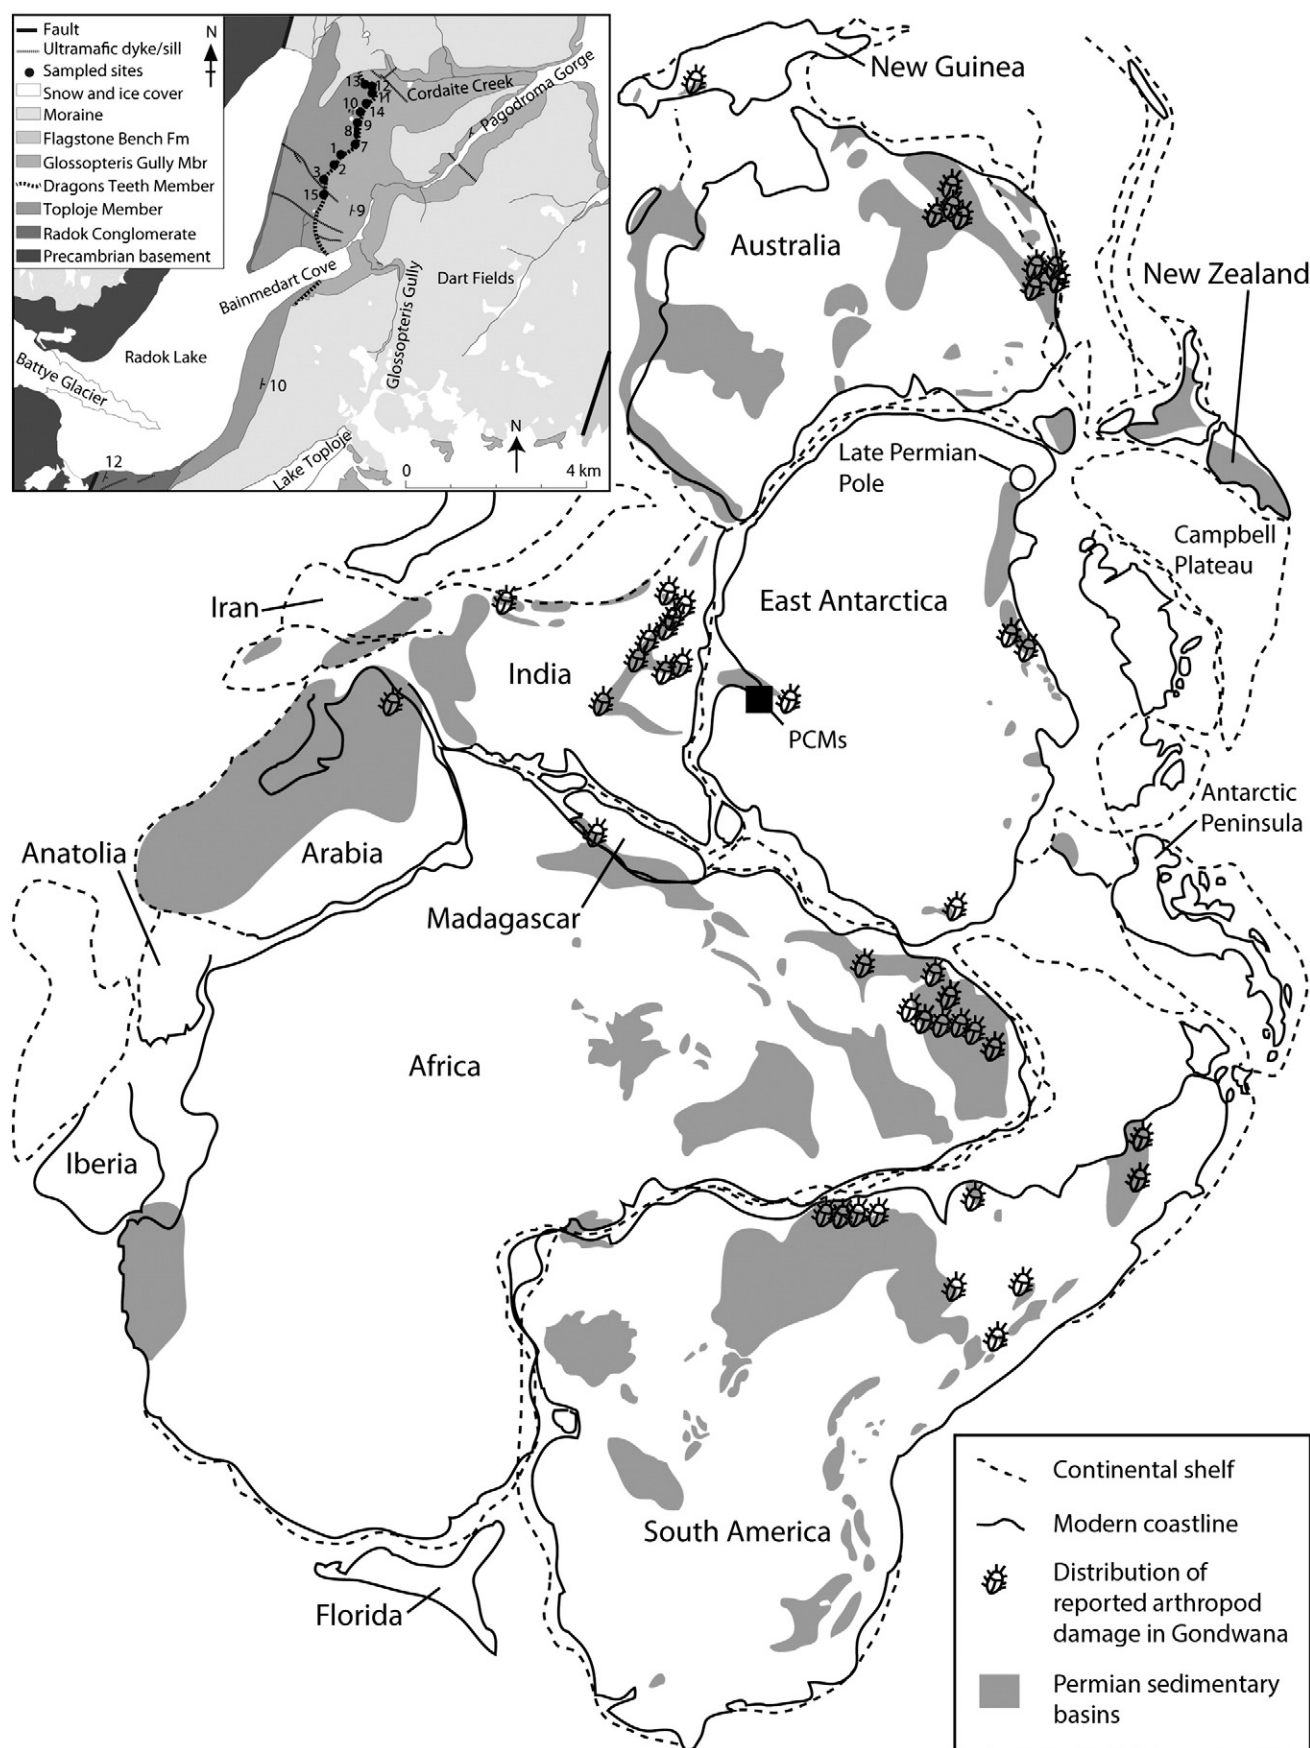 Fault
Ultramafic dyke/sill
Sampled sites
Snow and ice cover
Moraine
Flagstone Bench Fm
Glossopteris Gully Mbr
Dragons Teeth Member
Toploje Member
Radok Conglomerate
Precambrian basement
N
13
12
11
10
14
9
8
7
1
2
3
15
9
Cordaite Creek
Pagodroma Gorge
Bainmedart Cove
Glossopteris Gully
Dart Fields
Radok Lake
Battye Glacier
10
12
Lake Toploje
N
0
4 km
New Guinea
Australia
New Zealand
Late Permian
Pole
Campbell
Plateau
East Antarctica
Iran
India
PCMs
Antarctic
Peninsula
Anatolia
Arabia
Madagascar
Africa
Iberia
South America
Florida
Continental shelf
Modern coastline
Distribution of
reported arthropod
damage in Gondwana
Permian sedimentary
basins